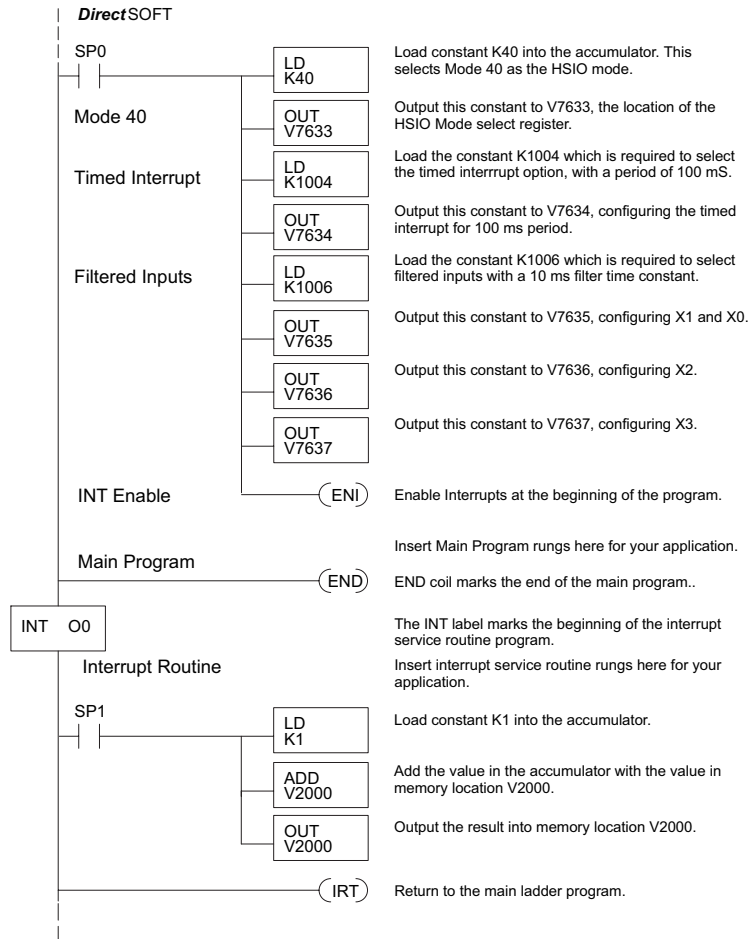 DirectSOFT
SP0
LD
K40
Load constant K40 into the accumulator. This
selects Mode 40 as the HSIO mode.
Mode 40
OUT
V7633
Output this constant to V7633, the location of the
HSIO Mode select register.
Timed Interrupt
LD
K1004
Load the constant K1004 which is required to select
the timed interrrupt option, with a period of 100 mS.
OUT
V7634
Output this constant to V7634, configuring the timed
interrupt for 100 ms period.
Filtered Inputs
LD
K1006
Load the constant K1006 which is required to select
filtered inputs with a 10 ms filter time constant.
OUT
V7635
Output this constant to V7635, configuring X1 and X0.
OUT
V7636
Output this constant to V7636, configuring X2.
OUT
V7637
Output this constant to V7637, configuring X3.
INT Enable
ENI
Enable Interrupts at the beginning of the program.
Insert Main Program rungs here for your application.
Main Program
END
END coil marks the end of the main program..
INT O0
The INT label marks the beginning of the interrupt
service routine program.
Interrupt Routine
Insert interrupt service routine rungs here for your
application.
SP1
LD
K1
Load constant K1 into the accumulator.
ADD
V2000
Add the value in the accumulator with the value in
memory location V2000.
OUT
V2000
Output the result into memory location V2000.
IRT
Return to the main ladder program.